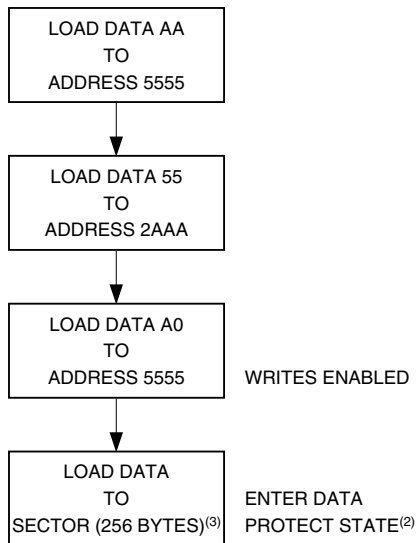 LOAD DATA AA
TO
ADDRESS 5555
LOAD DATA 55
TO
ADDRESS 2AAA
LOAD DATA A0
TO
ADDRESS 5555
WRITES ENABLED
LOAD DATA
TO
SECTOR (256 BYTES)(3)
ENTER DATA
PROTECT STATE(2)